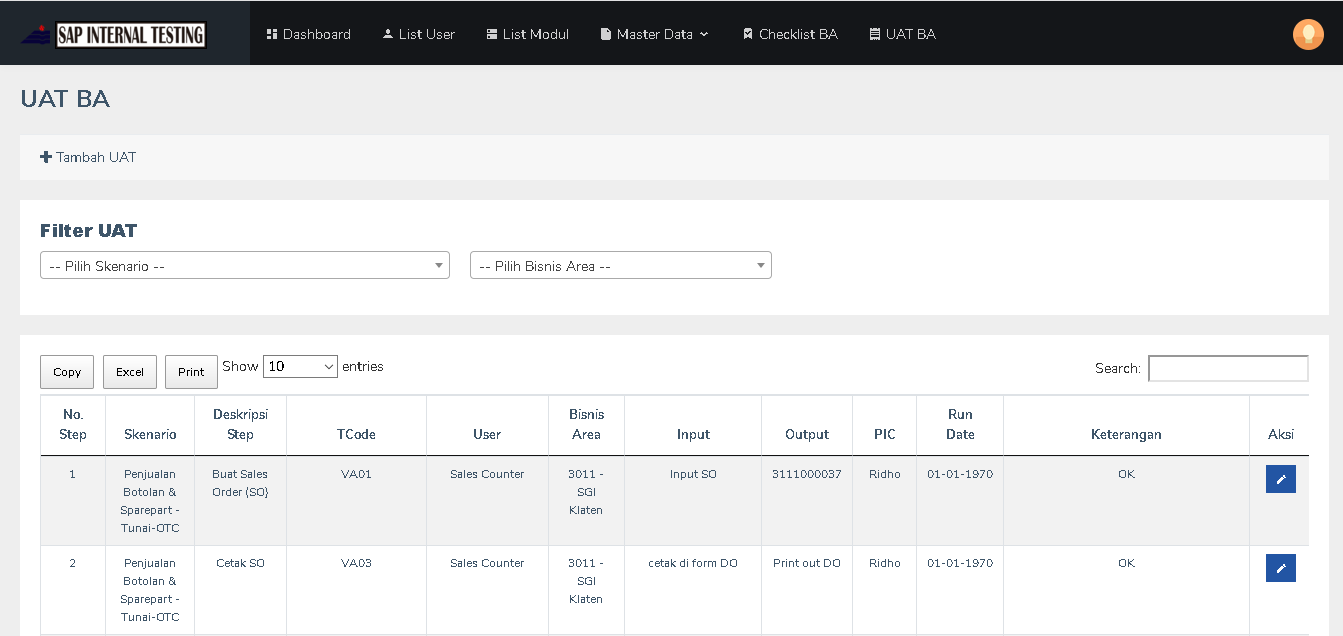 SAP INTERNAL TESTING
Dashboard
List User
List Modul
Master Data
Checklist BA
UAT BA
UAT BA
Tambah UAT
Filter UAT
-- Pilih Skenario --
-- Pilih Bisnis Area --
Copy
Excel
Print
Show 10 entries
Search:
No.
Step
Skenario
Deskripsi
Step
TCode
User
Bisnis
Area
Input
Output
PIC
Run
Date
Keterangan
Aksi
1
Penjualan
Botolan &
Sparepart -
Tunai-OTC
Buat Sales
Order (SO)
VA01
Sales Counter
3011 -
SGI
Klaten
Input SO
3111000037
Ridho
01-01-1970
OK
2
Penjualan
Botolan &
Sparepart -
Tunai-OTC
Cetak SO
VA03
Sales Counter
3011 -
SGI
Klaten
cetak di form DO
Print out DO
Ridho
01-01-1970
OK